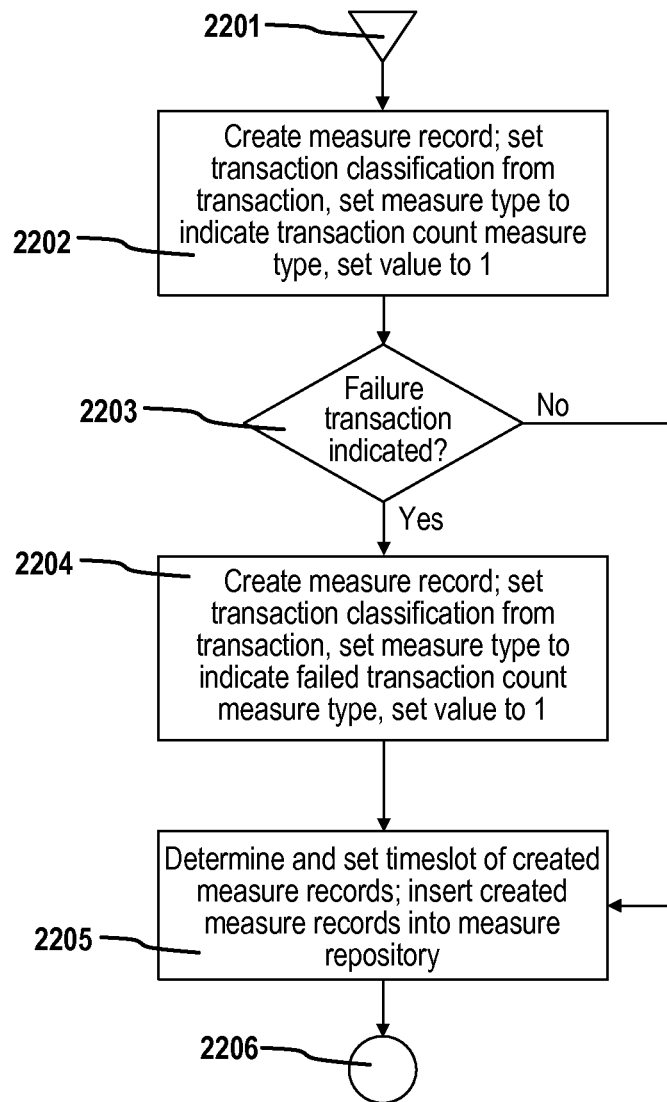 2201
Create measure record; set
transaction classification from
transaction, set measure type to
indicate transaction count measure
type, set value to 1
2202
Failure
transaction
indicated?
2203
No
Yes
2204
Create measure record; set
transaction classification from
transaction, set measure type to
indicate failed transaction count
measure type, set value to 1
Determine and set timeslot of created
measure records; insert created
measure records into measure
repository
2205
2206